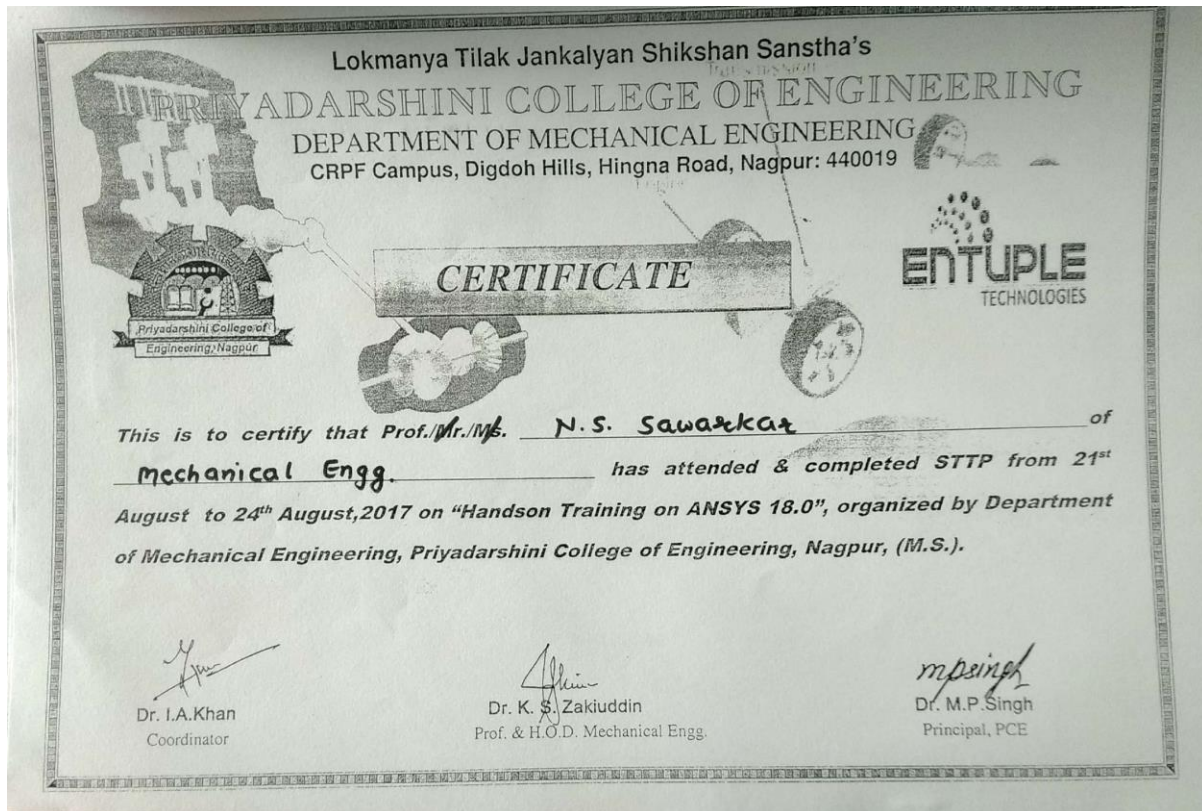 Lokmanya Tilak Jankalyan Shikshan Sanstha's
PRIYADARSHINI COLLEGE OF ENGINEERING
DEPARTMENT OF MECHANICAL ENGINEERING
CRPF Campus, Digdoh Hills, Hingna Road, Nagpur: 440019
ENTUPLE
TECHNOLOGIES
CERTIFICATE
Priyadarshini College of
Engineering, Nagpur
This is to certify that Prof./Mr./Ms. N.S. Sawarkar of
Mechanical Engg. has attended & completed STTP from 21st
August to 24th August,2017 on “Handson Training on ANSYS 18.0”, organized by Department
of Mechanical Engineering, Priyadarshini College of Engineering, Nagpur, (M.S.).
mpsingh
Dr. I.A.Khan
Coordinator
Dr. K. S. Zakiuddin
Prof. & H.O.D. Mechanical Engg.
Dr. M.P.Singh
Principal, PCE